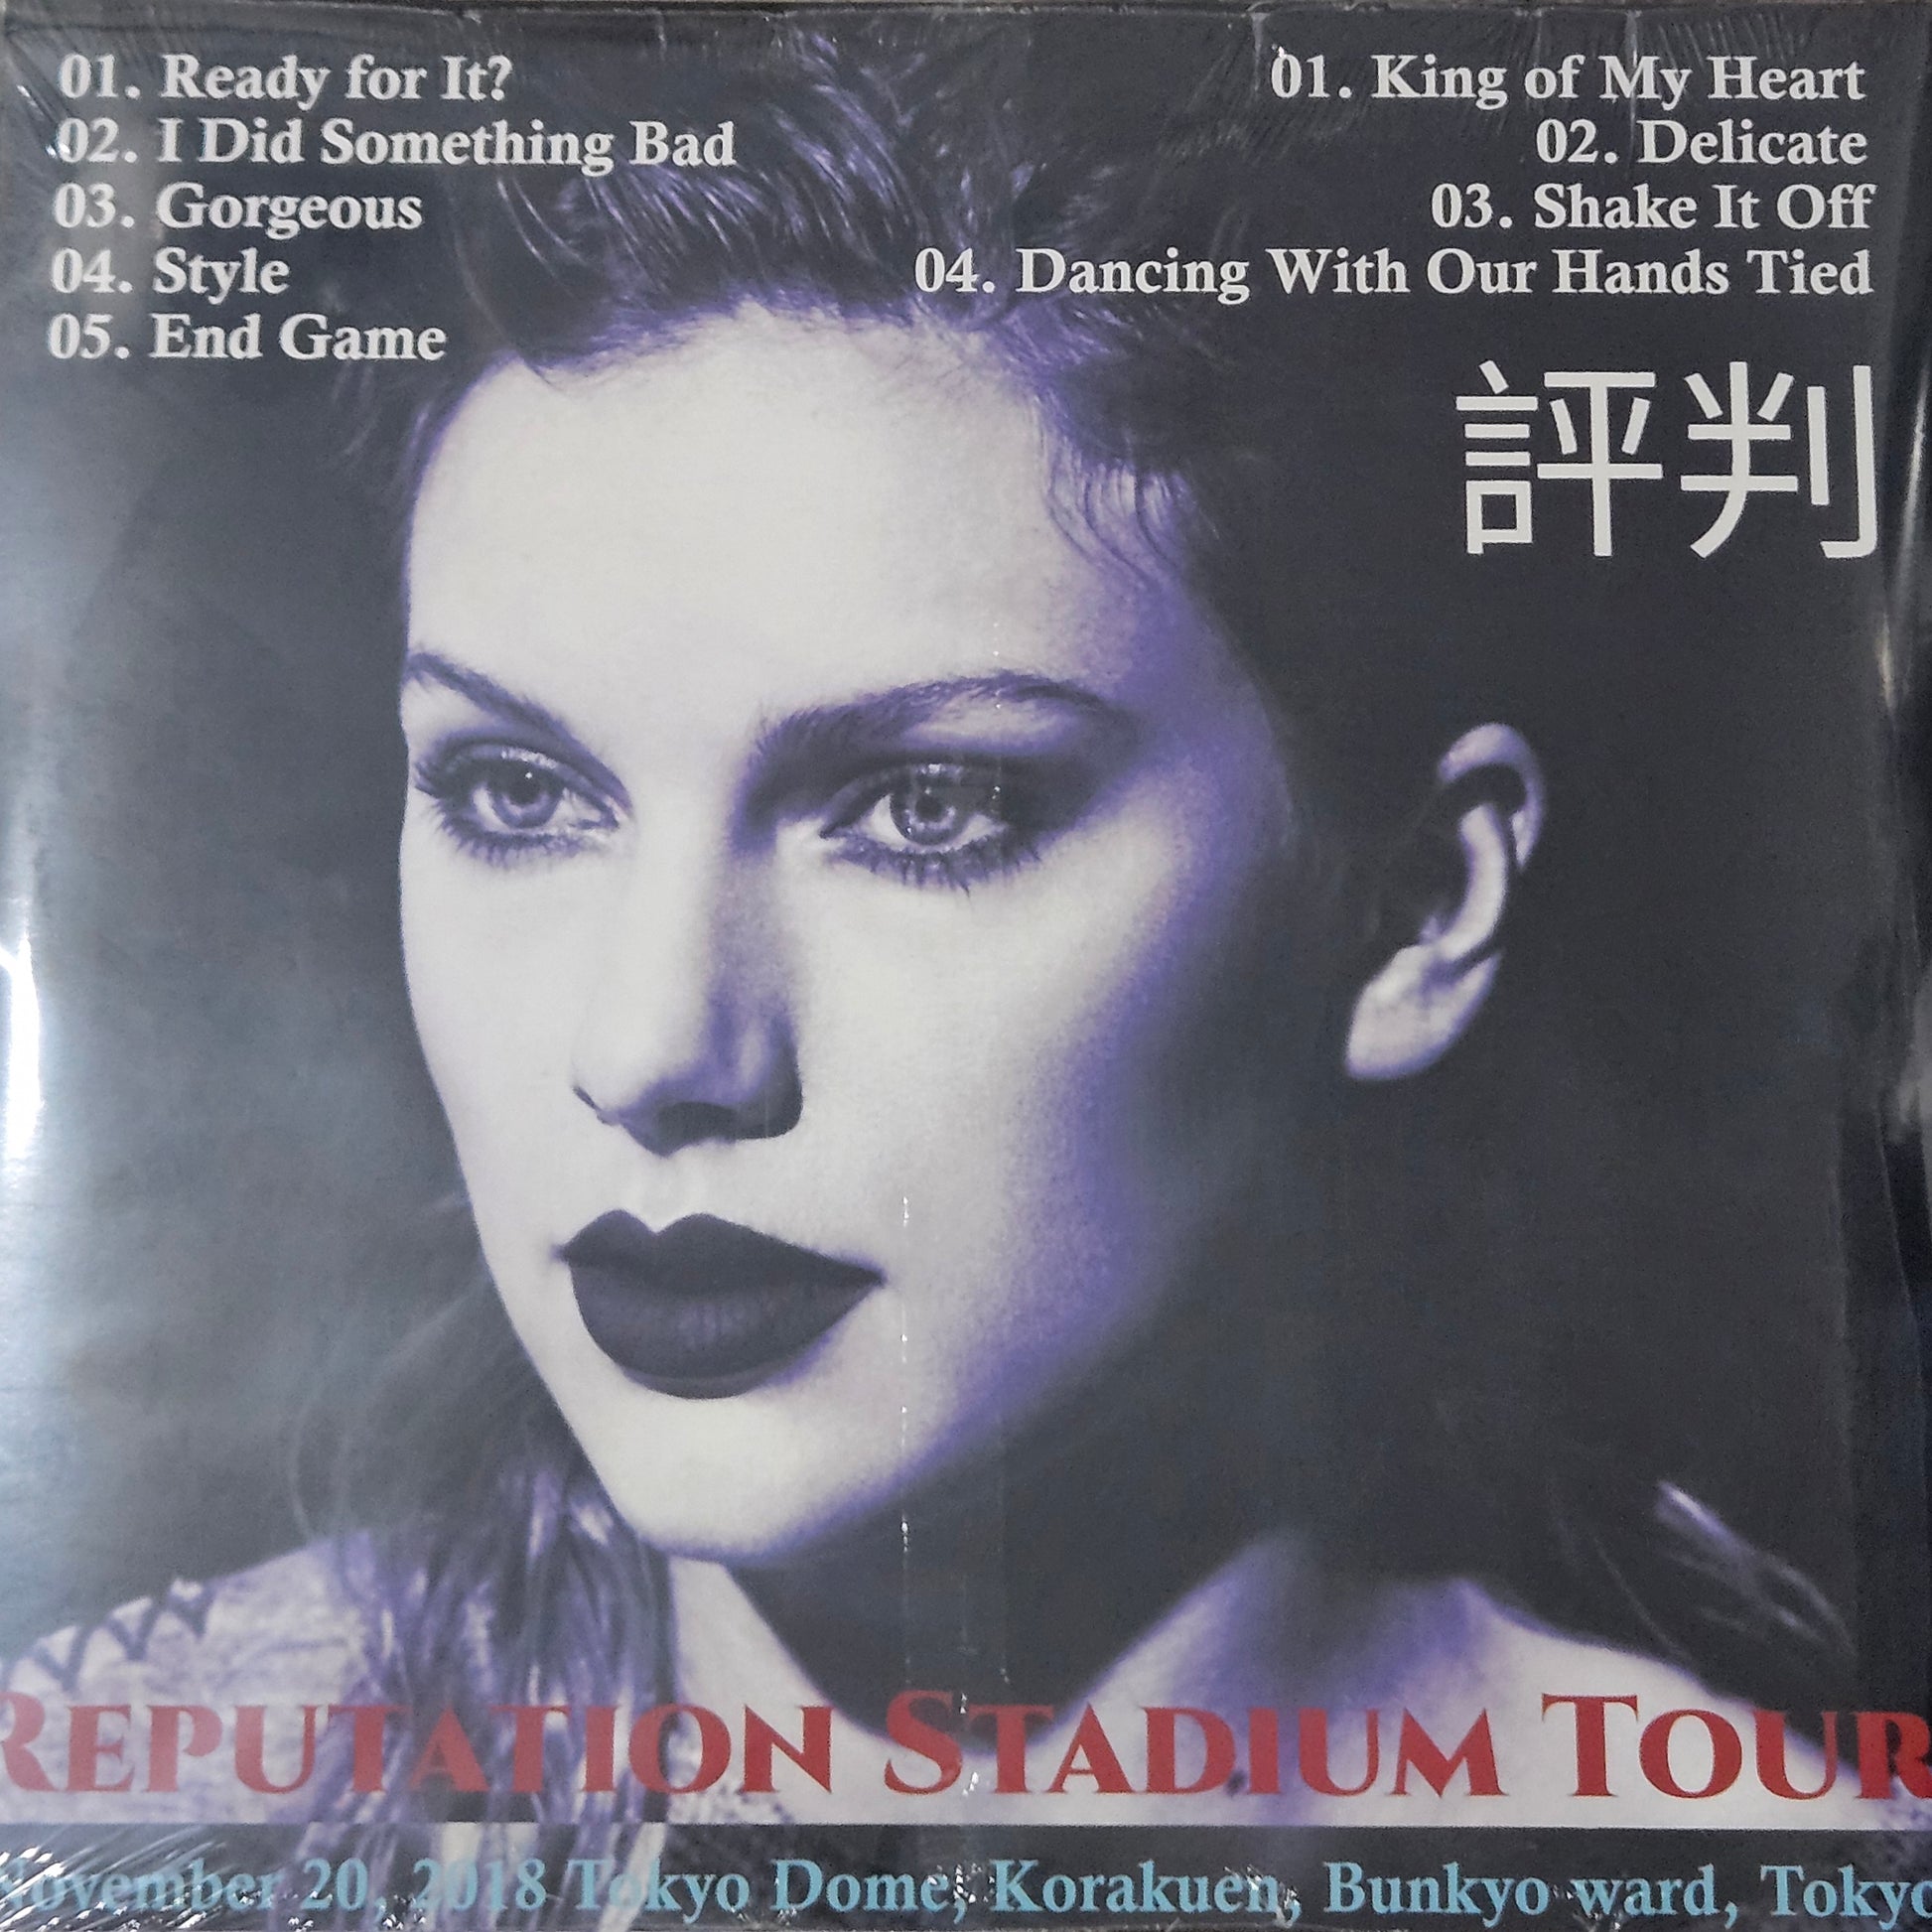 01. Ready for It?
02. I Did Something Bad
03. Gorgeous
04. Style
05. End Game
01. King of My Heart
02. Delicate
03. Shake It Off
04. Dancing With Our Hands Tied
評判
REPUTATION STADIUM TOUR
November 20, 2018 Tokyo Dome, Korakuen, Bunkyo ward, Tokyo